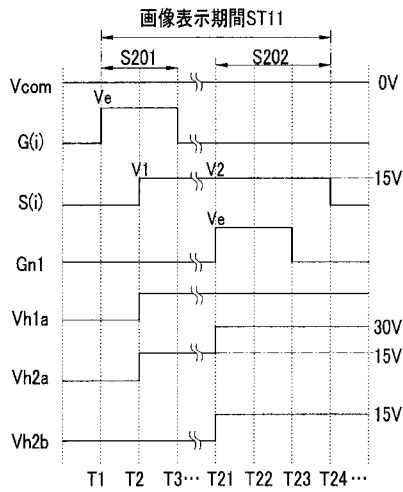 画像表示期間ST11
S201 S202
Vcom 0V
Ve
G(i)
V1 V2 15V
S(i)
Ve
Gn1
Vh1a
30V
Vh2a 15V
15V
Vh2b
T1 T2 T3… T21 T22 T23 T24…